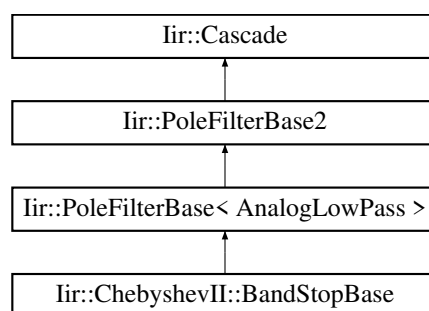 Iir::Cascade
Iir::PoleFilterBase2
Iir::PoleFilterBase< AnalogLowPass >
Iir::ChebyshevII::BandStopBase